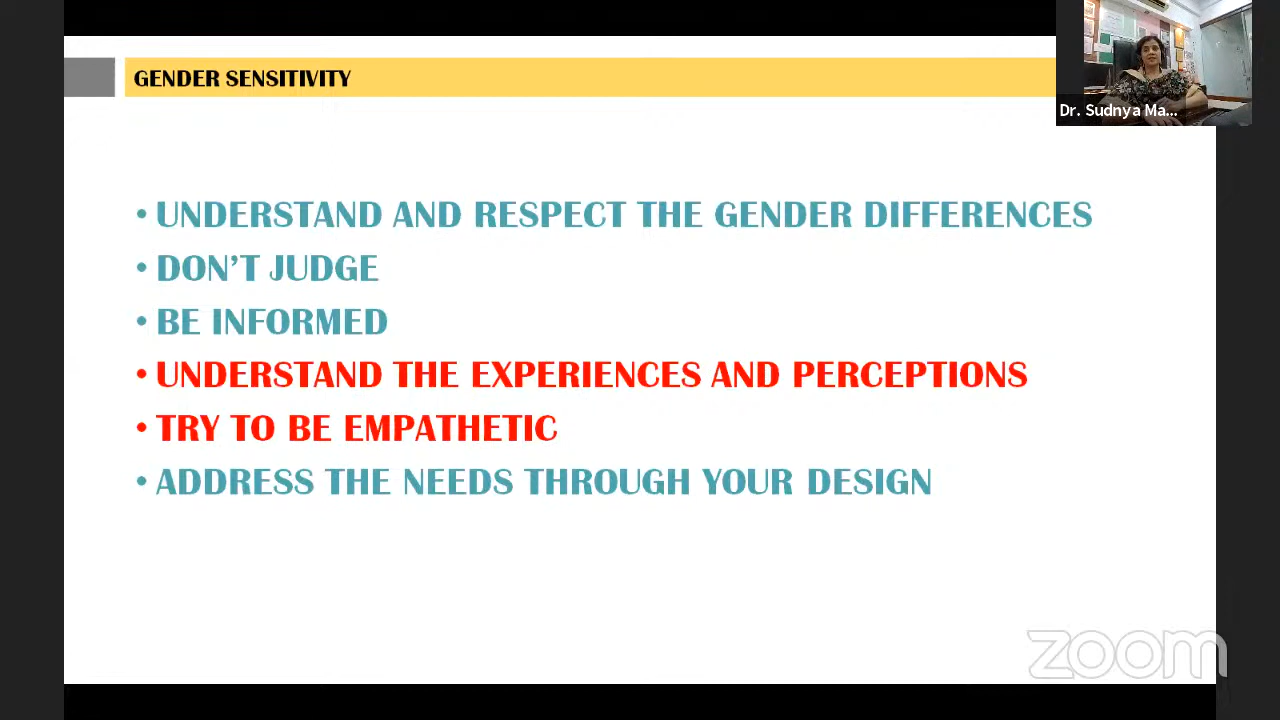 GENDER SENSITIVITY
Dr. Sudnya Ma...
• UNDERSTAND AND RESPECT THE GENDER DIFFERENCES
• DON'T JUDGE
• BE INFORMED
• UNDERSTAND THE EXPERIENCES AND PERCEPTIONS
• TRY TO BE EMPATHETIC
• ADDRESS THE NEEDS THROUGH YOUR DESIGN
zoom